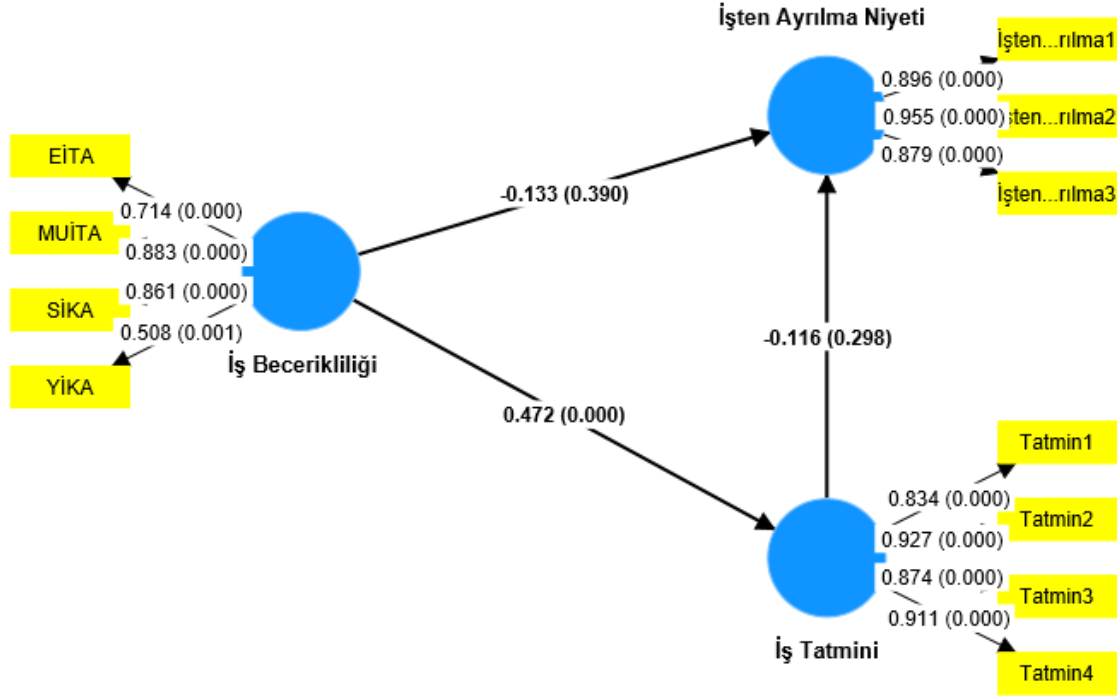 İşten Ayrılma Niyeti
İşten...rılma1
0.896 (0.000)
0.955 (0.000)
şten...rılma2
0.879 (0.000)
İşten...rılma3
EİTA
0.714 (0.000)
MUİTA
0.883 (0.000)
SİKA
0.861 (0.000)
0.508 (0.001)
YİKA
İş Becerikliliği
-0.133 (0.390)
-0.116 (0.298)
0.472 (0.000)
Tatmin1
0.834 (0.000)
Tatmin2
0.927 (0.000)
0.874 (0.000)
Tatmin3
0.911 (0.000)
Tatmin4
İş Tatmini